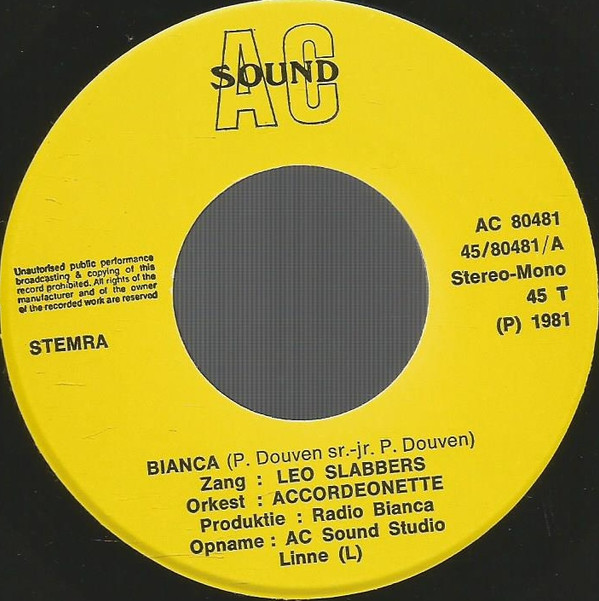 AC
SOUND
AC 80481
45/80481/A
Stereo-Mono
45 T
(P) 1981
Unautorised public performance
broadcasting & copying of this
record prohibited. All rights of the
manufacturer and of the owner
of the recorded work are reserved
STEMRA
BIANCA (P. Douven sr.-jr. P. Douven)
Zang : LEO SLABBERS
Orkest : ACCORDEONETTE
Produktie : Radio Bianca
Opname : AC Sound Studio
Linne (L)